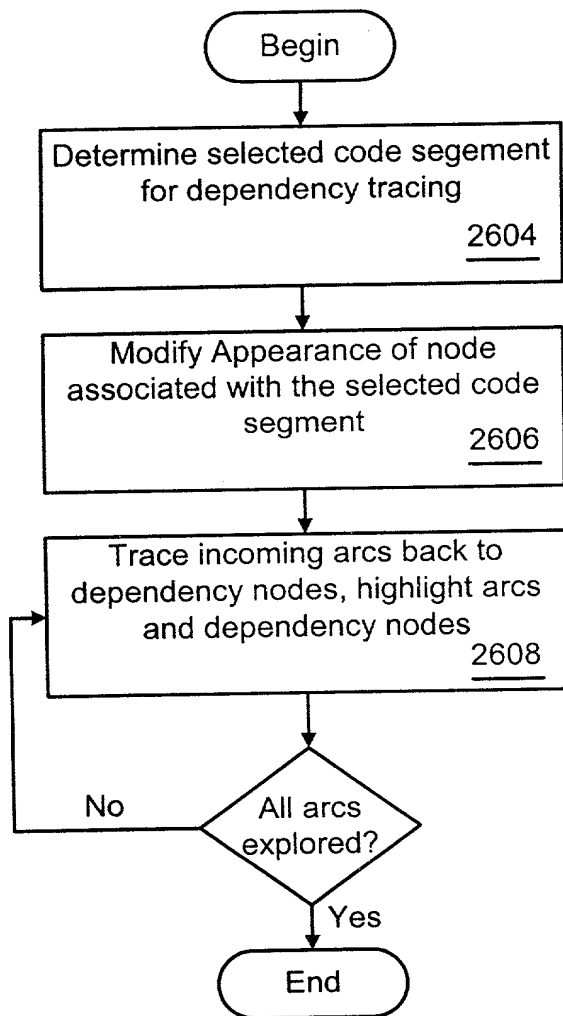 Begin
Determine selected code segement
for dependency tracing
2604
Modify Appearance of node
associated with the selected code
segment
2606
Trace incoming arcs back to
dependency nodes, highlight arcs
and dependency nodes
2608
No
All arcs
explored?
Yes
End